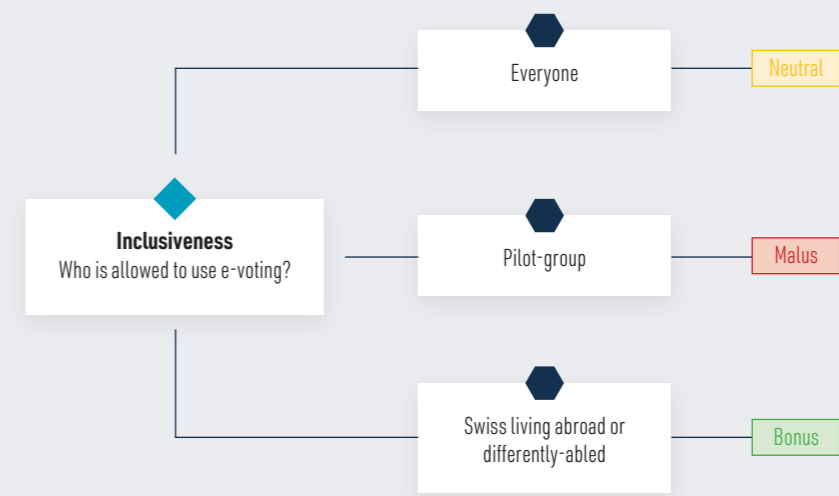 Everyone
Neutral
Inclusiveness
Who is allowed to use e-voting?
Pilot-group
Malus
Swiss living abroad or
differently-abled
Bonus